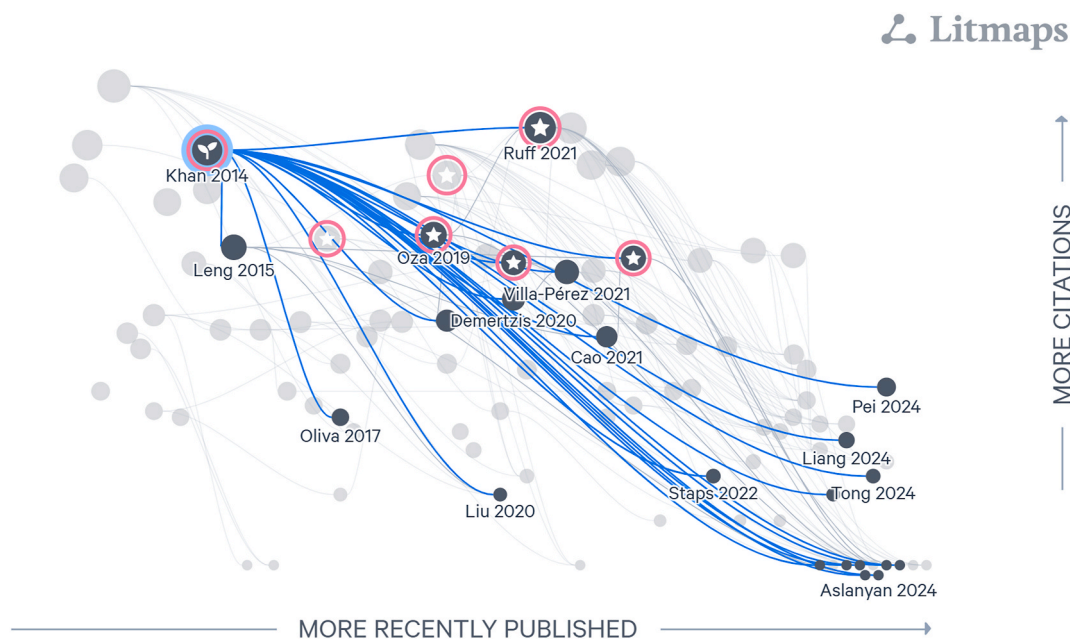 Litmaps
Khan 2014
Ruff 2021
Leng 2015
Oza 2019
Villa-Pérez 2021
Demertzis 2020
Cao 2021
Pei 2024
Oliva 2017
Liang 2024
Staps 2022
Tong 2024
Liu 2020
Aslanyan 2024
MORE RECENTLY PUBLISHED
MORE CITATIONS